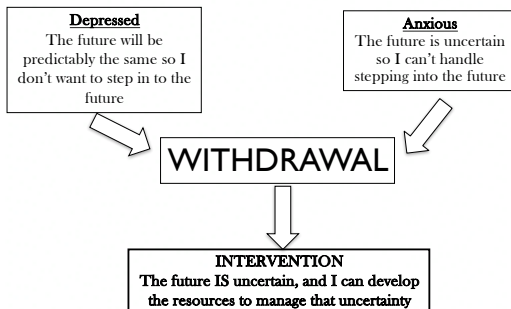 Depressed
The future will be
predictably the same so I
don't want to step in to the
future
Anxious
The future is uncertain
so I can't handle
stepping into the future
WITHDRAWAL
INTERVENTION
The future IS uncertain, and I can develop
the resources to manage that uncertainty